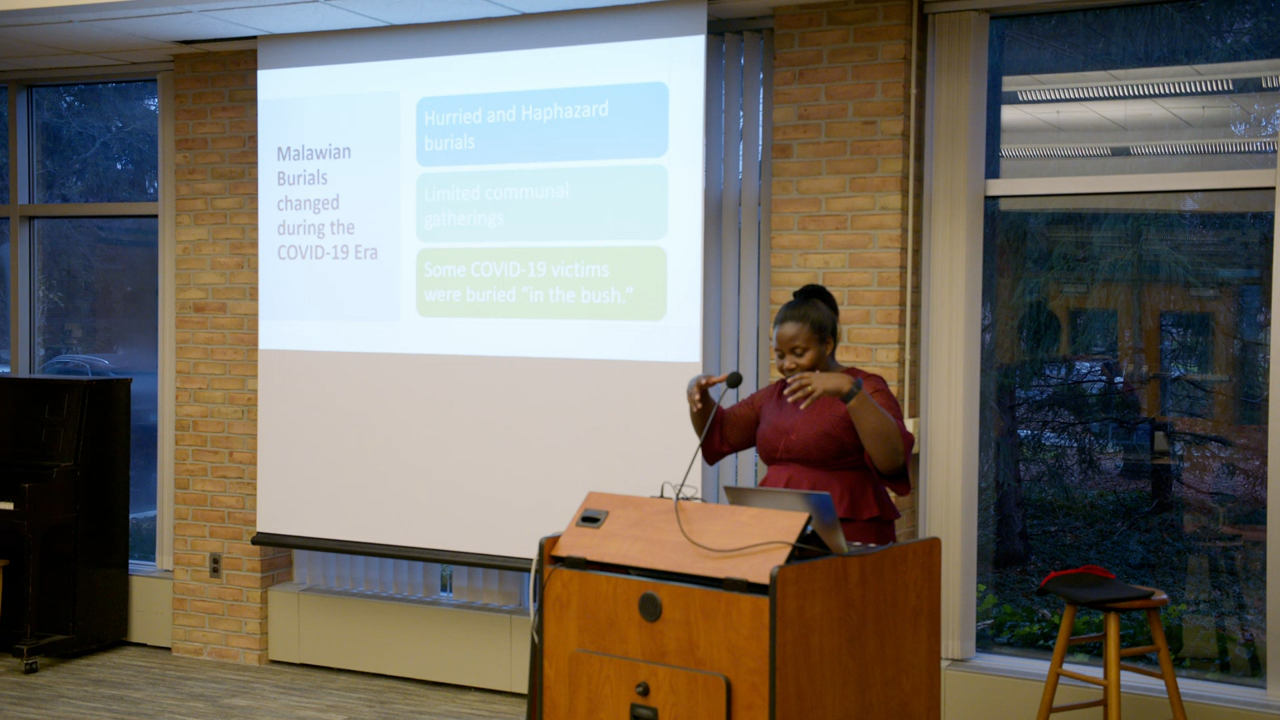 Malawian
Burials
changed
during the
COVID-19 Era
Hurried and Haphazard
burials
Limited communal
gatherings
Some COVID-19 victims
were buried “in the bush.”